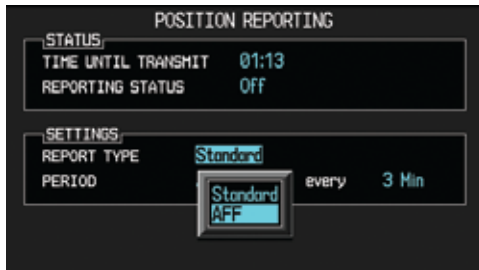 POSITION REPORTING
STATUS
TIME UNTIL TRANSMIT 01:13
REPORTING STATUS Off
SETTINGS
REPORT TYPE Standard
PERIOD every 3 Min
Standard
AFF